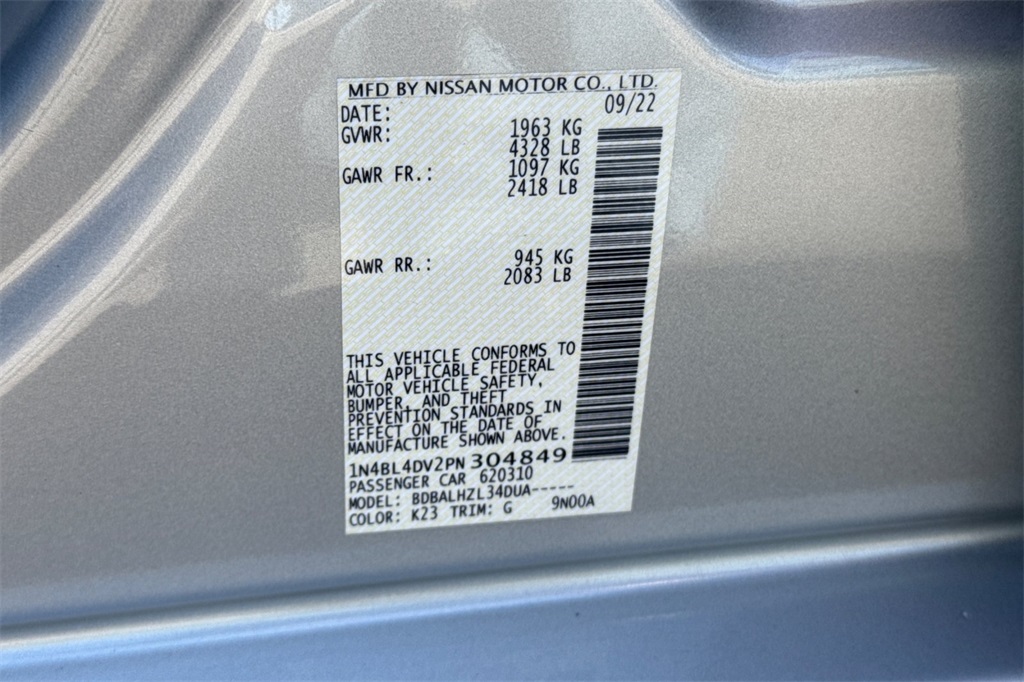 MFD BY NISSAN MOTOR CO., LTD.
DATE: 09/22
GVWR: 1963 KG
4328 LB
GAWR FR.: 1097 KG
2418 LB
GAWR RR.: 945 KG
2083 LB
THIS VEHICLE CONFORMS TO
ALL APPLICABLE FEDERAL
MOTOR VEHICLE SAFETY,
BUMPER, AND THEFT
PREVENTION STANDARDS IN
EFFECT ON THE DATE OF
MANUFACTURE SHOWN ABOVE.
1N4BL4DV2PN 304849
PASSENGER CAR 620310
MODEL: BDBALHZL34DUA-----
COLOR: K23 TRIM: G 9N00A